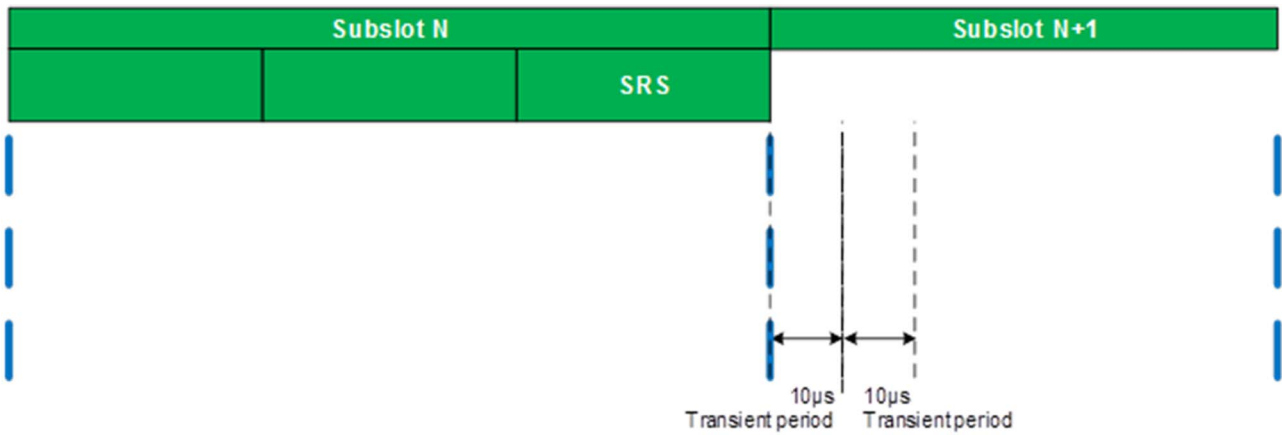 Subslot N
Subslot N+1
SRS
10µs
Transient period
10µs
Transient period